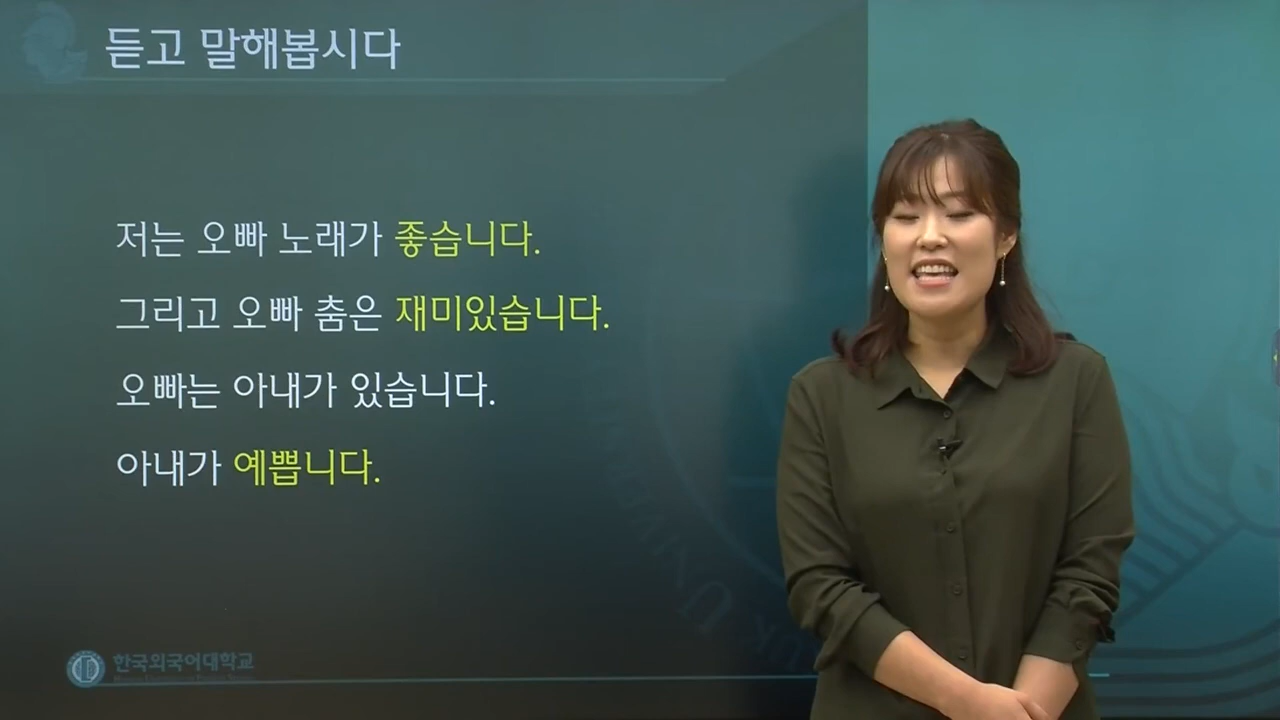 듣고 말해봅시다
저는 오빠 노래가 좋습니다.
그리고 오빠 춤은 재미있습니다.
오빠는 아내가 있습니다.
아내가 예쁩니다.
한국외국어대학교